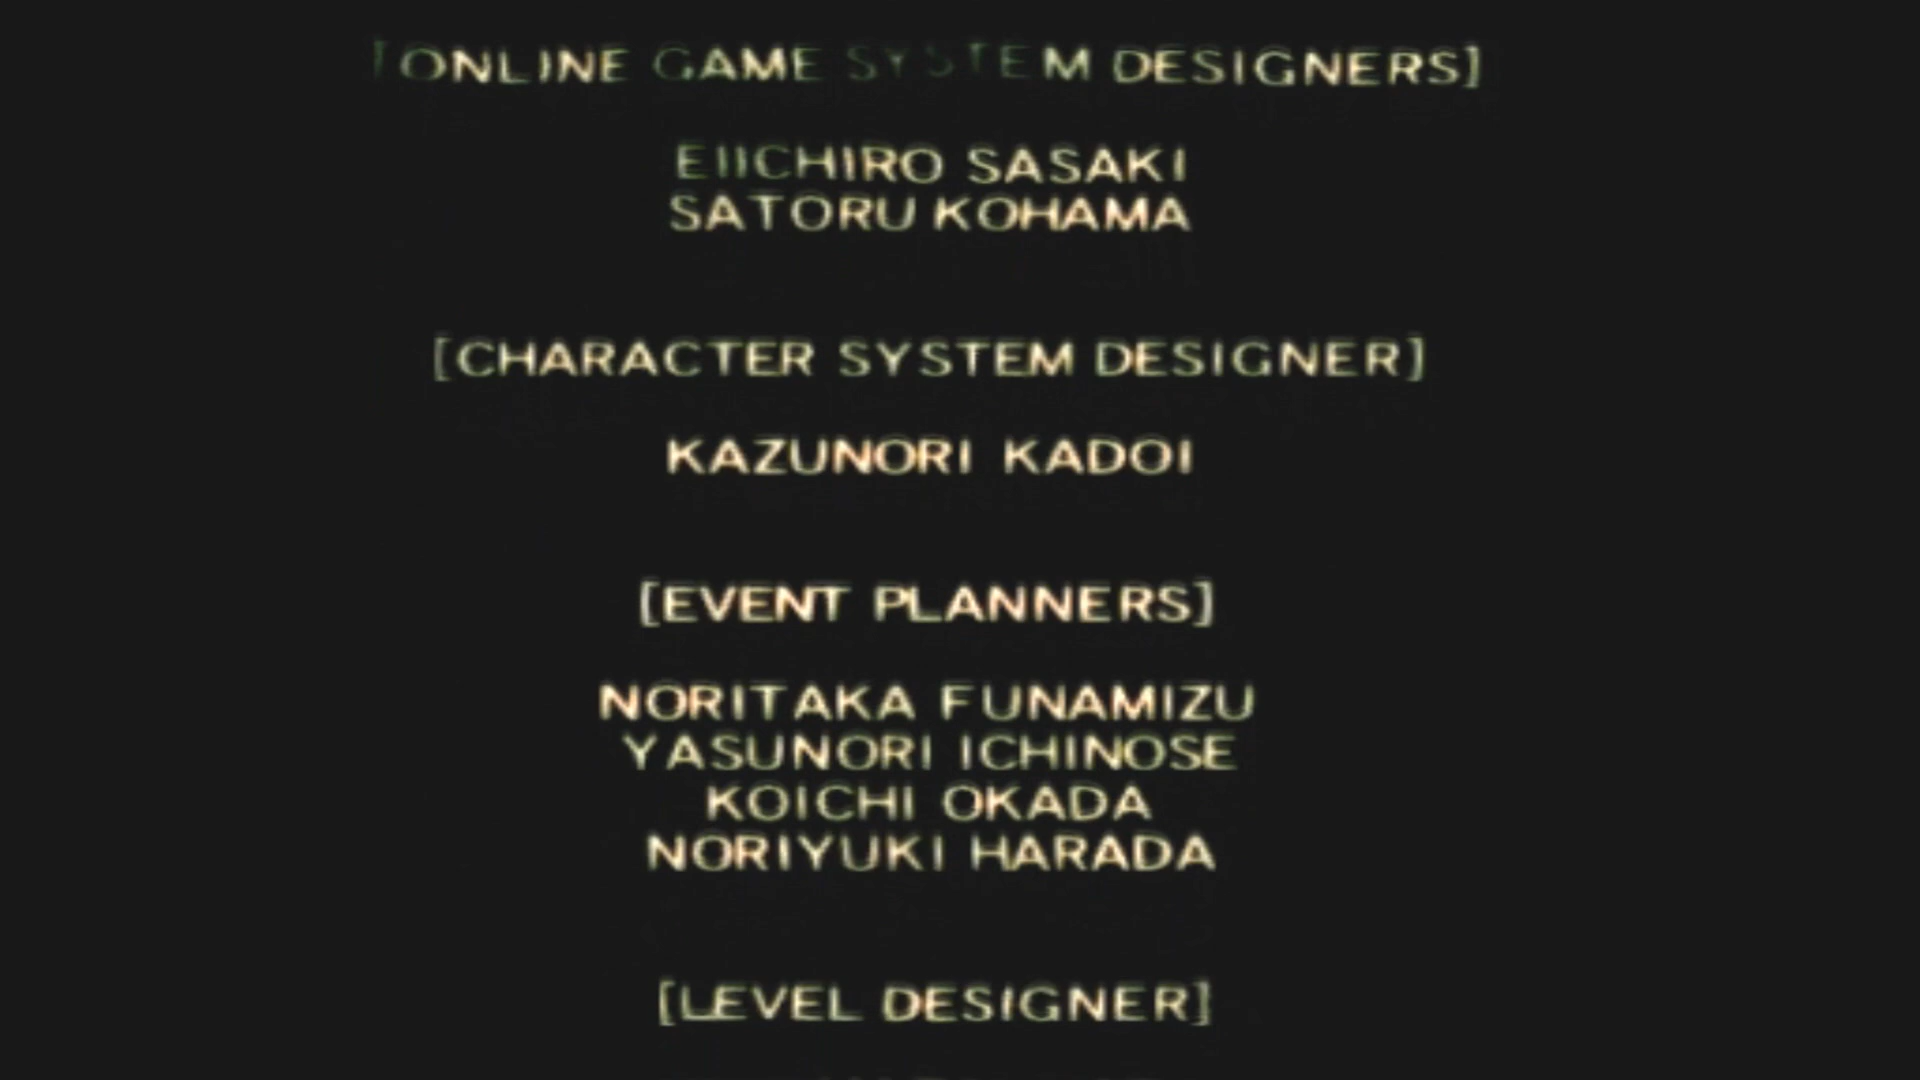 [ONLINE GAME SYSTEM DESIGNERS]
EIICHIRO SASAKI
SATORU KOHAMA
[CHARACTER SYSTEM DESIGNER]
KAZUNORI KADOI
[EVENT PLANNERS]
NORITAKA FUNAMIZU
YASUNORI ICHINOSE
KOICHI OKADA
NORIYUKI HARADA
[LEVEL DESIGNER]